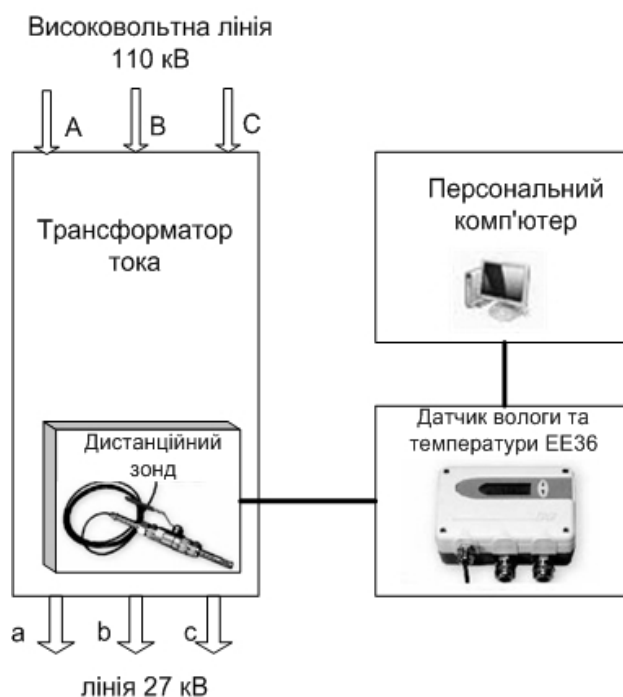 Високовольтна лінія
110 кВ
A
B
C
Трансформатор
тока
Персональний
комп'ютер
Дистанційний
зонд
Датчик вологи та
температури EE36
a
b
c
лінія 27 кВ